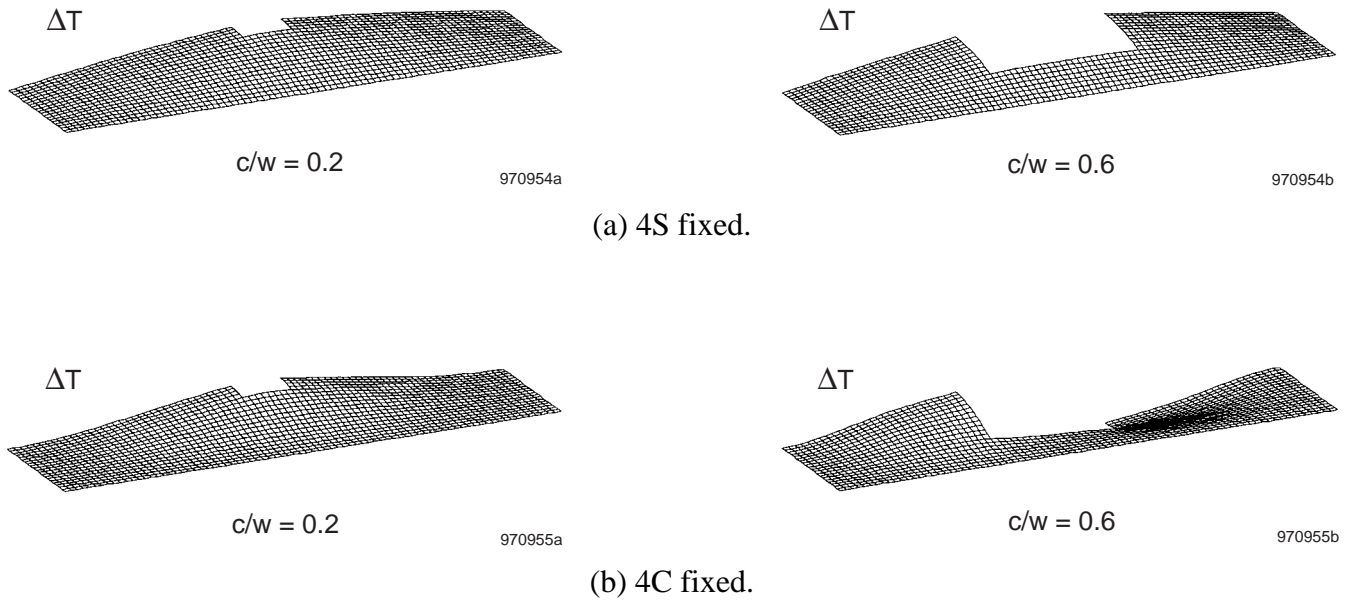 ΔT
ΔT
c/w = 0.2
970954a
c/w = 0.6
970954b
(a) 4S fixed.
ΔT
ΔT
c/w = 0.2
970955a
c/w = 0.6
970955b
(b) 4C fixed.